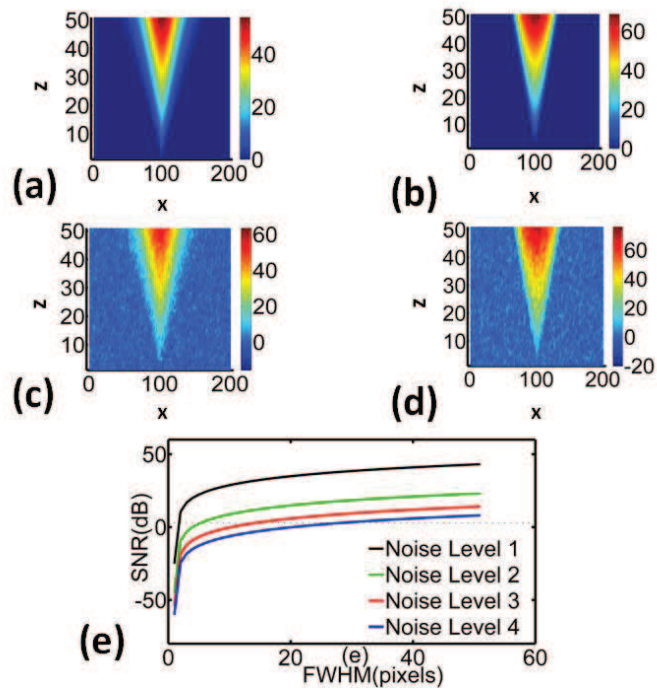 50
40
30
20
10
z
0 100 200
x
40
20
0
(a)
50
40
30
20
10
z
0 100 200
x
60
40
20
0
(b)
50
40
30
20
10
z
0 100 200
x
60
40
20
0
(c)
50
40
30
20
10
z
0 100 200
x
60
40
20
0
-20
(d)
50
0
-50
SNR(dB)
Noise Level 1
Noise Level 2
Noise Level 3
Noise Level 4
0 20 40 60
(e)
FWHM(pixels)
(e)